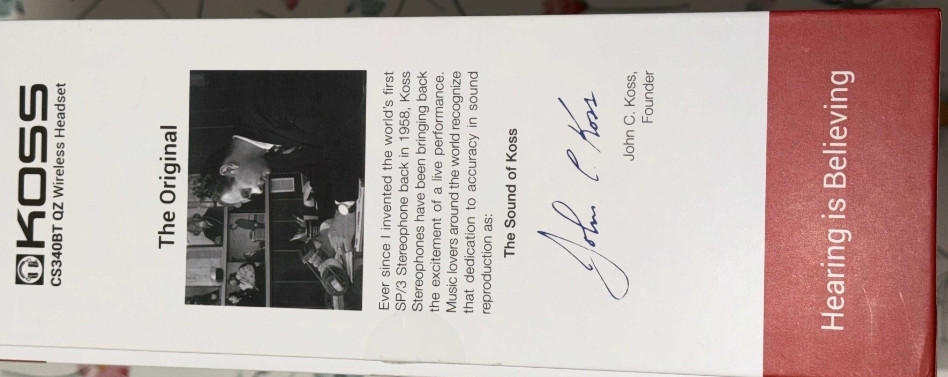 KOSS
CS340BT QZ Wireless Headset
The Original
Ever since I invented the world's first
SP/3 Stereophone back in 1958, Koss
Stereophones have been bringing back
the excitement of a live performance.
Music lovers around the world recognize
that dedication to accuracy in sound
reproduction as:
The Sound of Koss
John C. Koss
John C. Koss,
Founder
Hearing is Believing